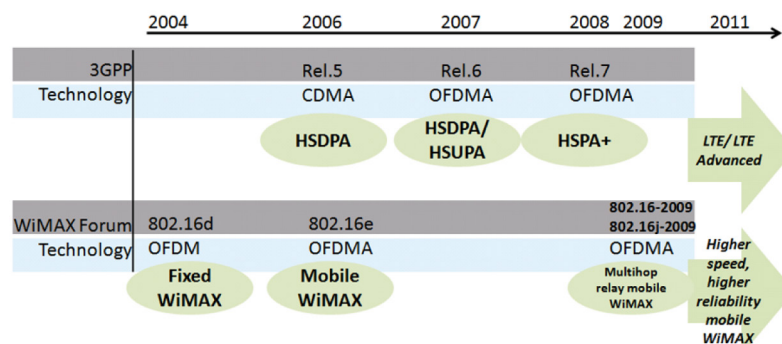 2004 2006 2007 2008 2009 2011
3GPP Rel.5 Rel.6 Rel.7
Technology CDMA OFDMA OFDMA
HSDPA
HSDPA/
HSUPA
HSPA+
LTE/ LTE
Advanced
802.16-2009
WiMAX Forum 802.16d 802.16e 802.16j-2009
Technology OFDM OFDMA OFDMA
Fixed
WiMAX
Mobile
WiMAX
Multihop
relay mobile
WiMAX
Higher
speed,
higher
reliability
mobile
WiMAX